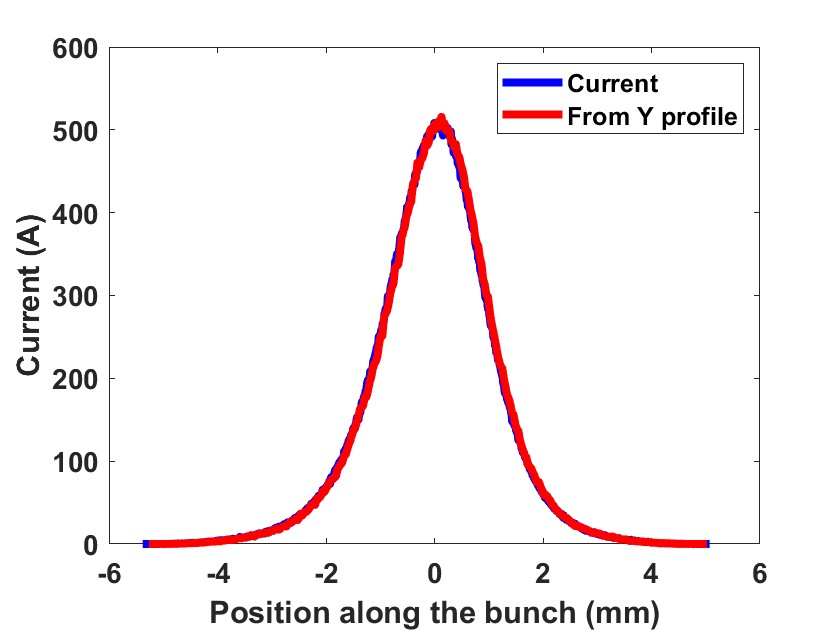 600
500
400
300
200
100
0
-6 -4 -2 0 2 4 6
Current (A)
Position along the bunch (mm)
Current
From Y profile